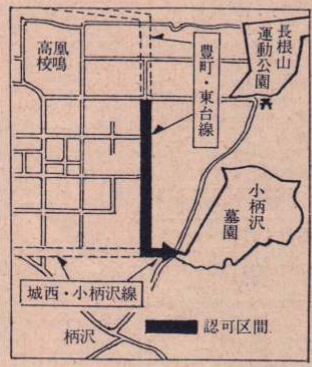 鳳鳴
高校
豊町・東台線
長根山
運動公園
小柄沢
墓園
城西・小柄沢線
柄沢
認可区間